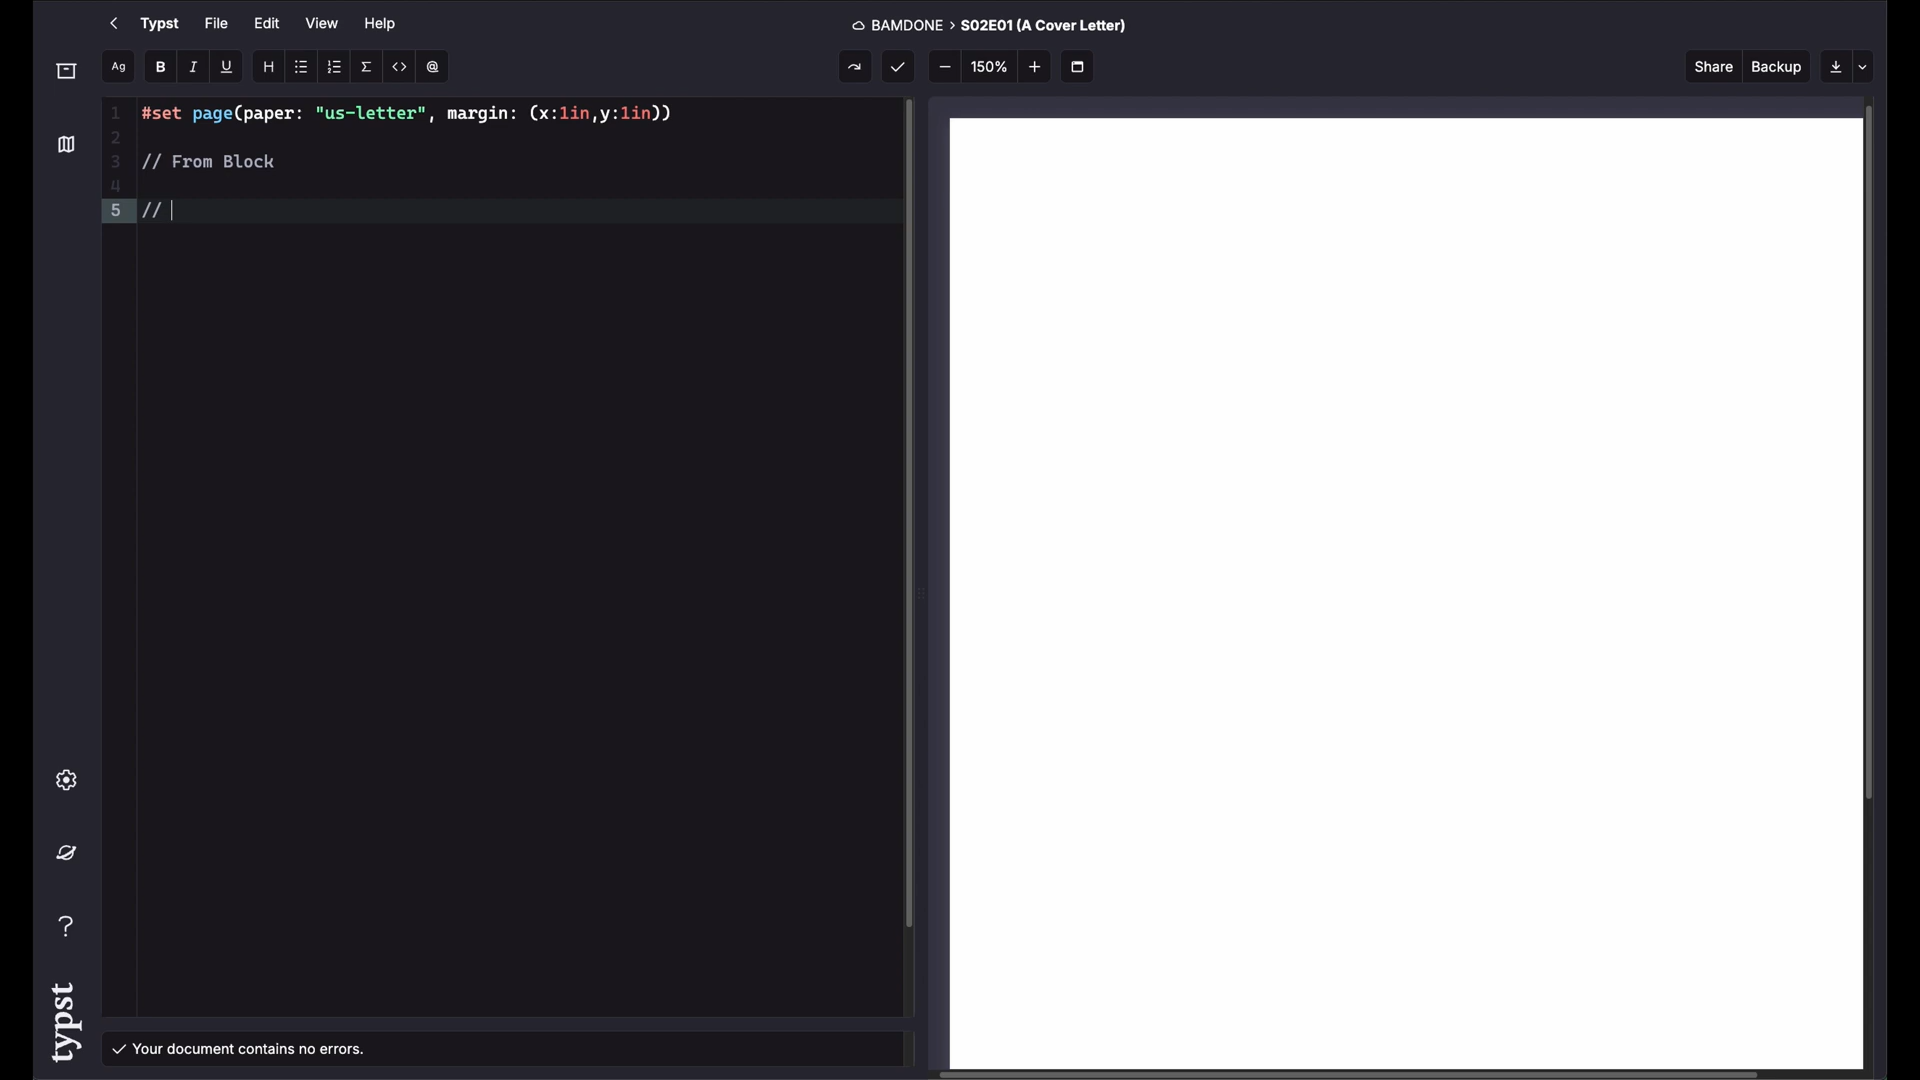 Typst File Edit View Help
BAMDONE › S02E01 (A Cover Letter)
Ag B I U H Σ <> @
150%
Share Backup
1 #set page(paper: "us-letter", margin: (x:1in,y:1in))
2
3 // From Block
4
5 //
?
typst
Your document contains no errors.